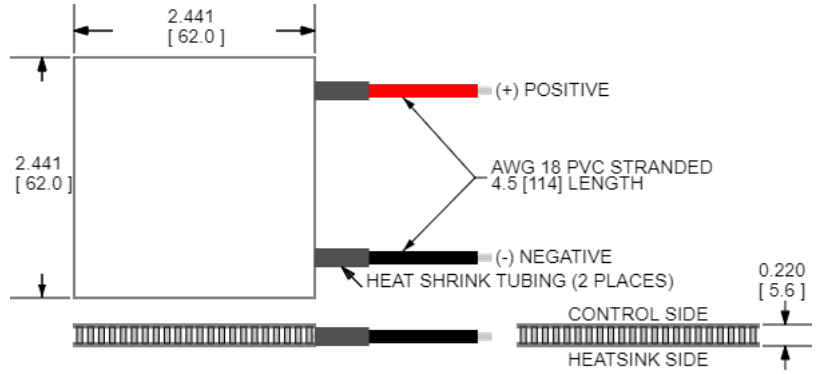 2.441
[ 62.0 ]
(+) POSITIVE
2.441
[ 62.0 ]
AWG 18 PVC STRANDED
4.5 [114] LENGTH
(-) NEGATIVE
HEAT SHRINK TUBING (2 PLACES)
0.220
[ 5.6 ]
CONTROL SIDE
HEATSINK SIDE